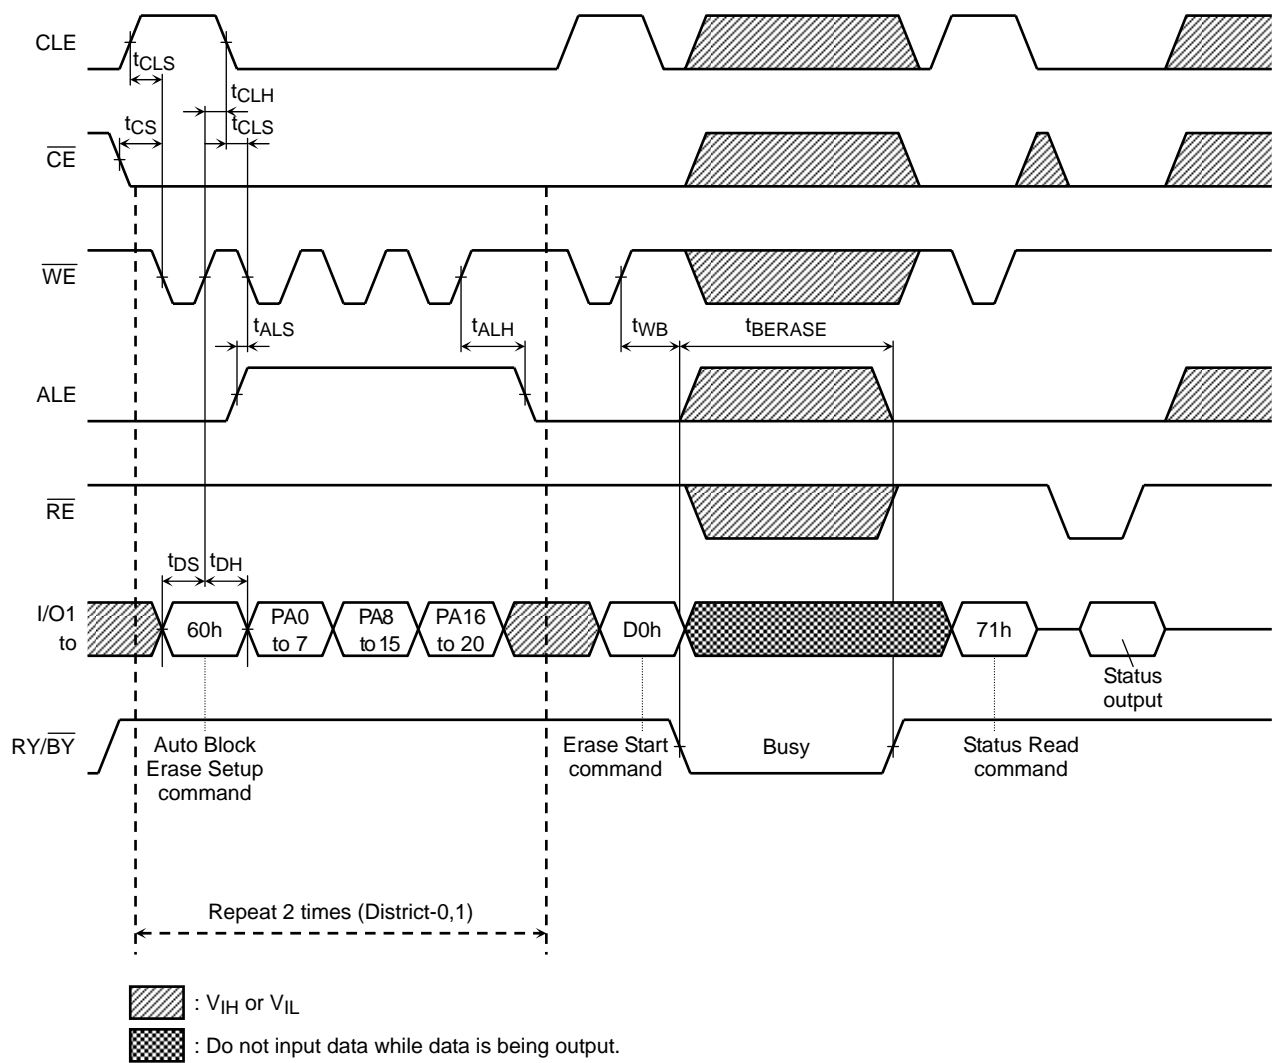 CLE
tCLS
tCLH
tCS
tCLS
CE
WE
tALS
tALH
tWB
tBERASE
ALE
RE
tDS
tDH
I/O1
to
60h
PA0
to 7
PA8
to 15
PA16
to 20
D0h
71h
Status
output
RY/BY
Auto Block
Erase Setup
command
Erase Start
command
Busy
Status Read
command
Repeat 2 times (District-0,1)
: VIH or VIL
: Do not input data while data is being output.